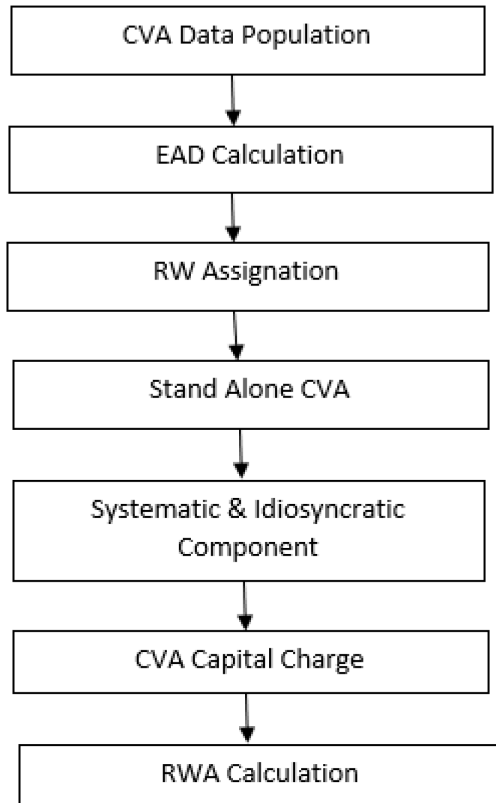 CVA Data Population
EAD Calculation
RW Assignation
Stand Alone CVA
Systematic & Idiosyncratic
Component
CVA Capital Charge
RWA Calculation